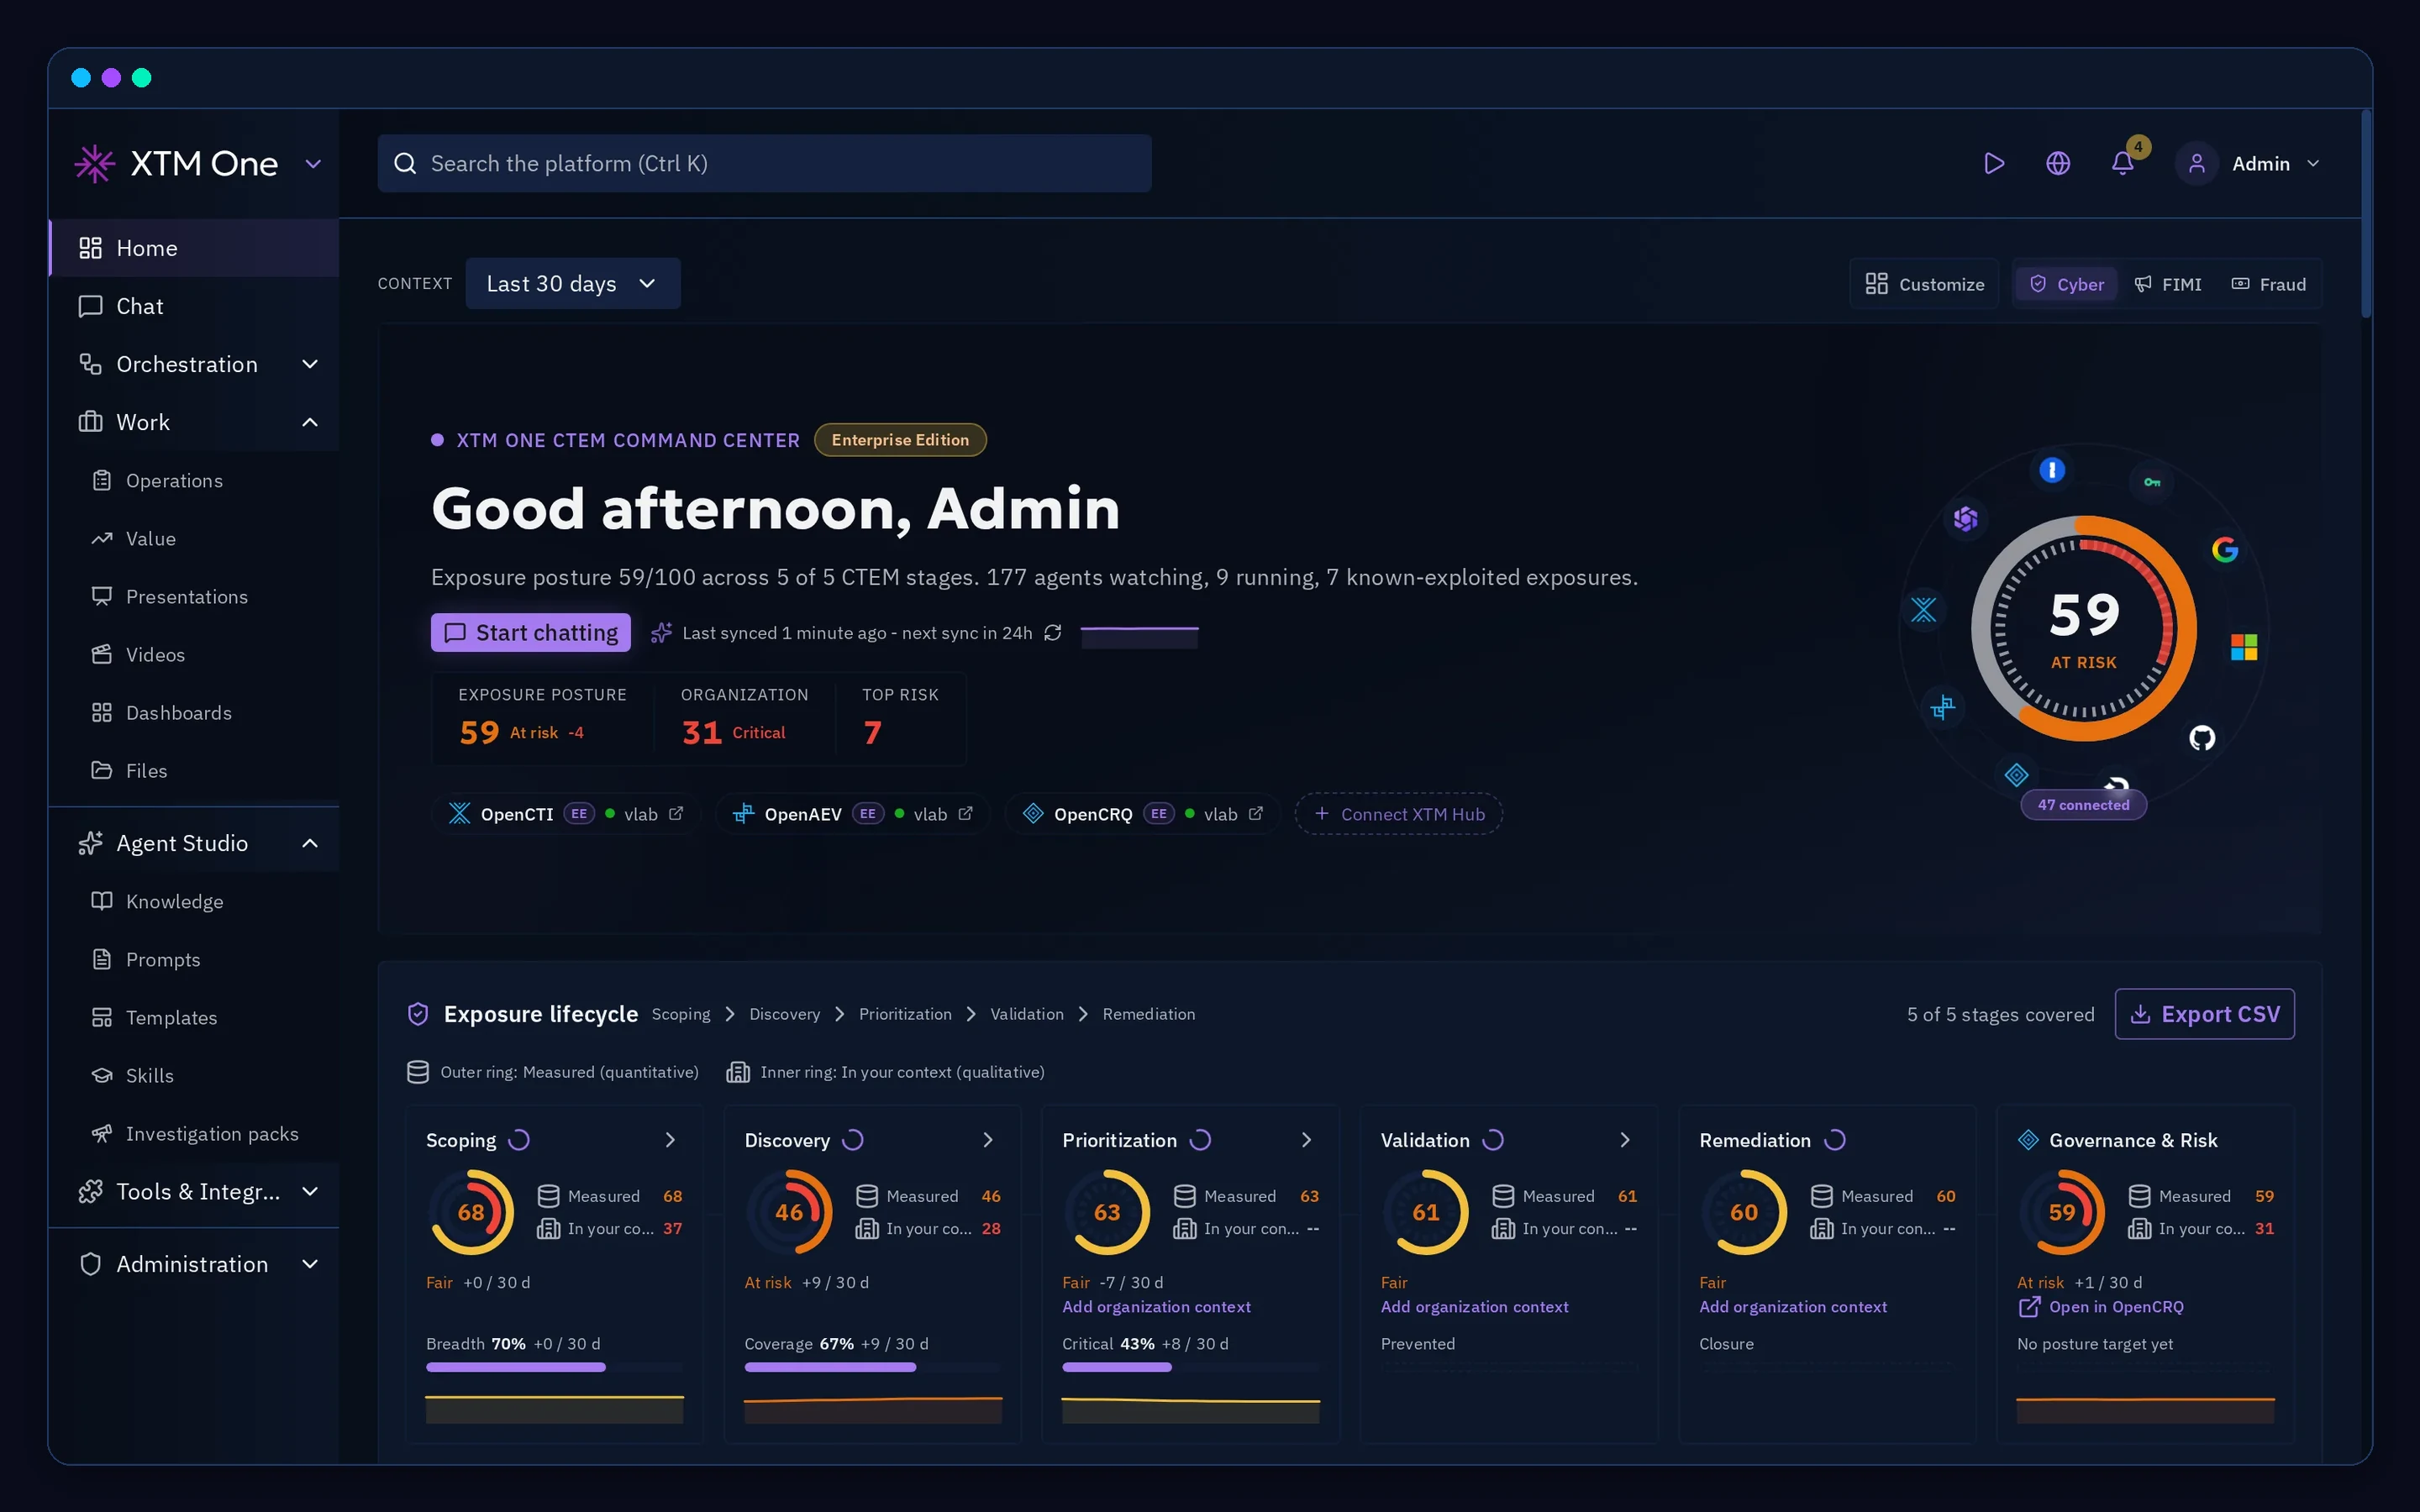 XTM One
Search the platform (Ctrl K)
4
Admin
Home
Chat
Orchestration
Work
Operations
Value
Presentations
Videos
Dashboards
Files
Agent Studio
Knowledge
Prompts
Templates
Skills
Investigation packs
Tools & Integr...
Administration
CONTEXT
Last 30 days
Customize
Cyber
FIMI
Fraud
XTM ONE CTEM COMMAND CENTER
Enterprise Edition
Good afternoon, Admin
Exposure posture 59/100 across 5 of 5 CTEM stages. 177 agents watching, 9 running, 7 known-exploited exposures.
Start chatting
Last synced 1 minute ago - next sync in 24h
EXPOSURE POSTURE
59 At risk -4
ORGANIZATION
31 Critical
TOP RISK
7
OpenCTI EE vlab
OpenAEV EE vlab
OpenCRQ EE vlab
+ Connect XTM Hub
59
AT RISK
47 connected
Exposure lifecycle
Scoping > Discovery > Prioritization > Validation > Remediation
5 of 5 stages covered
Export CSV
Outer ring: Measured (quantitative)
Inner ring: In your context (qualitative)
Scoping
68
Measured 68
In your co... 37
Fair +0 / 30 d
Breadth 70% +0 / 30 d
Discovery
46
Measured 46
In your co... 28
At risk +9 / 30 d
Coverage 67% +9 / 30 d
Prioritization
63
Measured 63
In your con... --
Fair -7 / 30 d
Add organization context
Critical 43% +8 / 30 d
Validation
61
Measured 61
In your con... --
Fair
Add organization context
Prevented
Remediation
60
Measured 60
In your con... --
Fair
Add organization context
Closure
Governance & Risk
59
Measured 59
In your co... 31
At risk +1 / 30 d
Open in OpenCRQ
No posture target yet